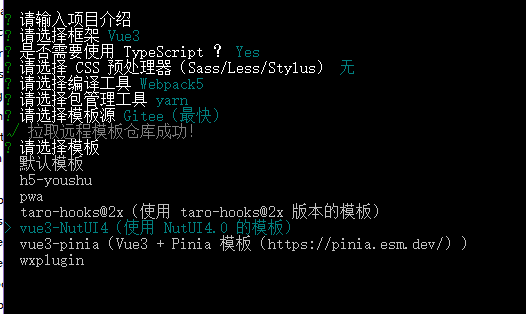 ? 请输入项目介绍
? 请选择框架 Vue3
? 是否需要使用 TypeScript ? Yes
? 请选择 CSS 预处理器 (Sass/Less/Stylus) 无
? 请选择编译工具 Webpack5
? 请选择包管理工具 yarn
? 请选择模板源 Gitee (最快)
√ 拉取远程模板仓库成功!
? 请选择模板
默认模板
h5-youshu
pwa
taro-hooks@2x (使用 taro-hooks@2x 版本的模板)
> vue3-NutUI4 (使用 NutUI4.0 的模板)
vue3-pinia (Vue3 + Pinia 模板 (https://pinia.esm.dev/) )
wxplugin